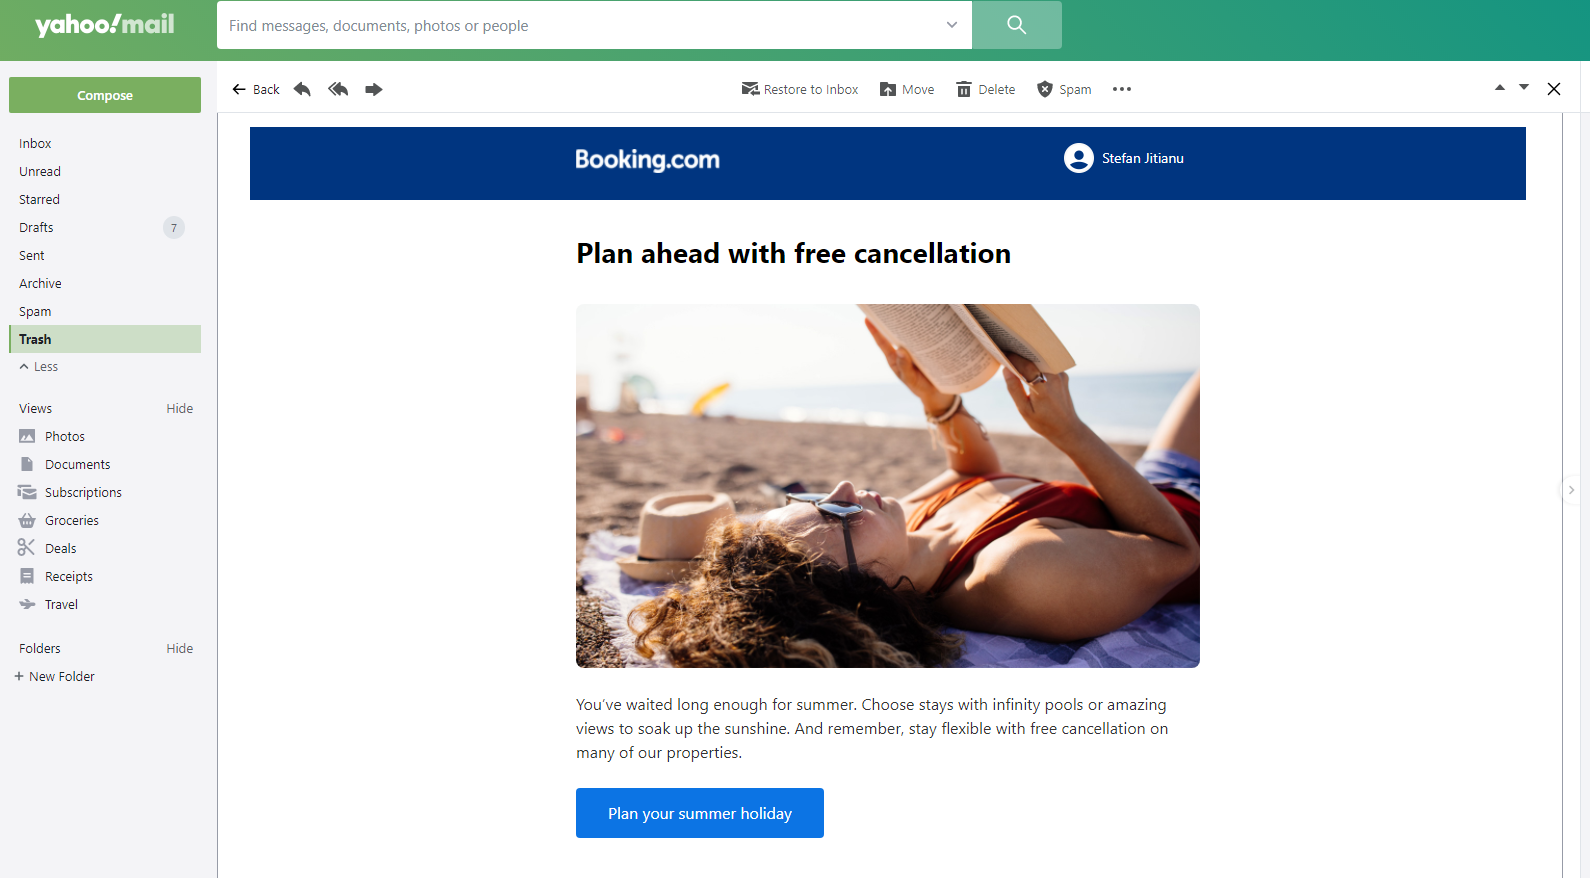 yahoo!mail
Find messages, documents, photos or people
Compose
Back
Restore to Inbox
Move
Delete
Spam
Inbox
Unread
Starred
Drafts
7
Sent
Archive
Spam
Trash
Less
Views
Hide
Photos
Documents
Subscriptions
Groceries
Deals
Receipts
Travel
Folders
Hide
+ New Folder
Booking.com
Stefan Jitianu
Plan ahead with free cancellation
You've waited long enough for summer. Choose stays with infinity pools or amazing
views to soak up the sunshine. And remember, stay flexible with free cancellation on
many of our properties.
Plan your summer holiday